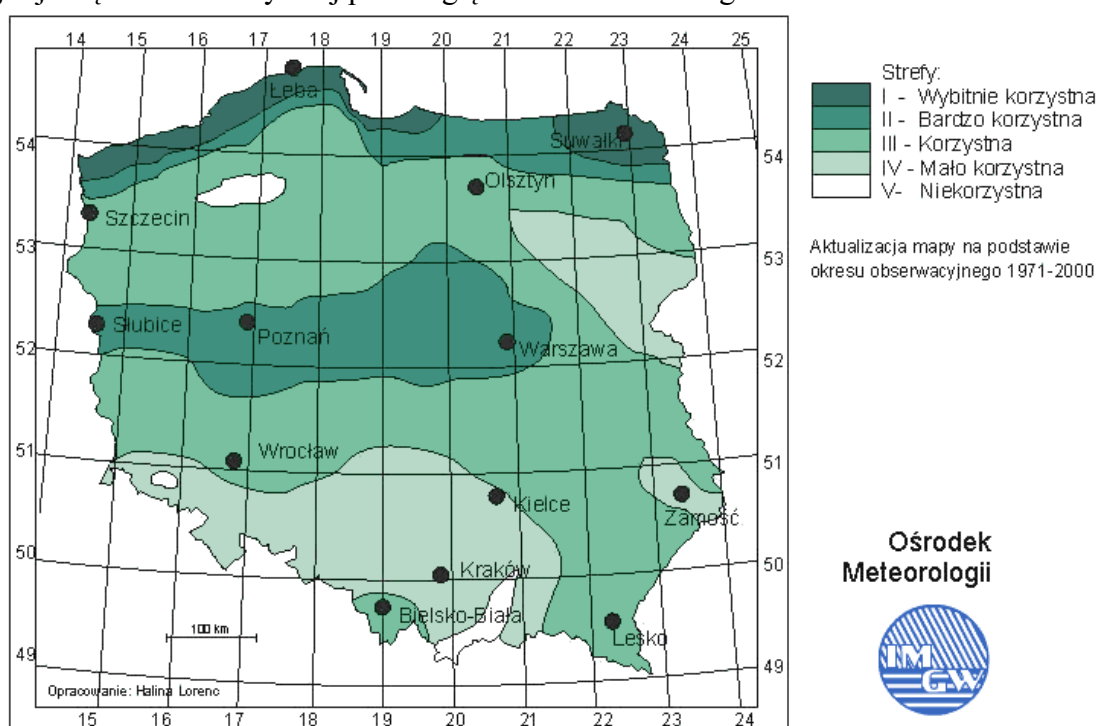 14 15 16 17 18 19 20 21 22 23 24 25
Strefy:
I - Wybitnie korzystna
II - Bardzo korzystna
III - Korzystna
IV - Mało korzystna
V- Niekorzystna
Aktualizacja mapy na podstawie
okresu obserwacyjnego 1971-2000
Łeba
Suwałki
54 54
Olsztyn
Szczecin
53 53
Słubice
Poznań
Warszawa
52 52
Wrocław
51 51
Kielce
Zamość
50 50
Kraków
Bielsko-Biała
Lesko
100 km
49 49
Opracowanie: Halina Lorenc
15 16 17 18 19 20 21 22 23 24
Ośrodek
Meteorologii
IM
GW